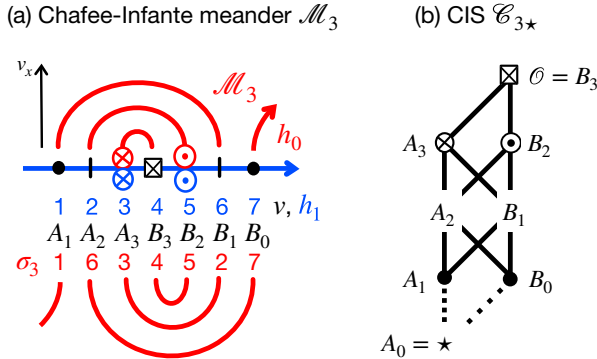 (a) Chafee-Infante meander ℳ₃
(b) CIS 𝒞₃⋆
vₓ
ℳ₃
h₀
1 2 3 4 5 6 7 v, h₁
A₁ A₂ A₃ B₃ B₂ B₁ B₀
σ₃ 1 6 3 4 5 2 7
𝒪 = B₃
A₃ B₂
A₂ B₁
A₁ B₀
A₀ = ⋆